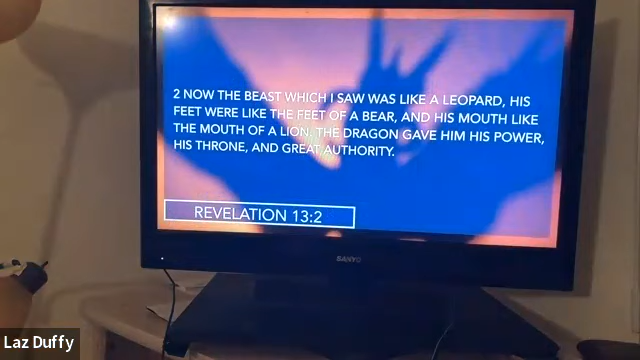 2 NOW THE BEAST WHICH I SAW WAS LIKE A LEOPARD, HIS
FEET WERE LIKE THE FEET OF A BEAR, AND HIS MOUTH LIKE
THE MOUTH OF A LION. THE DRAGON GAVE HIM HIS POWER,
HIS THRONE, AND GREAT AUTHORITY.
REVELATION 13:2
SANYO
Laz Duffy